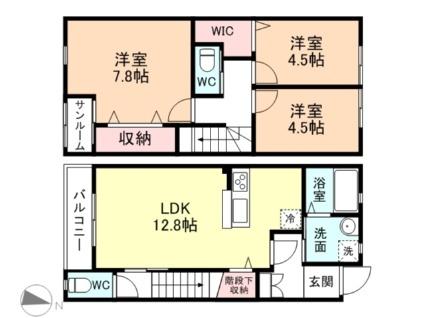 洋室
7.8帖
WIC
洋室
4.5帖
WC
洋室
4.5帖
サンルーム
収納
バルコニー
LDK
12.8帖
冷
浴室
洗面
洗
WC
階段下
収納
玄関
N